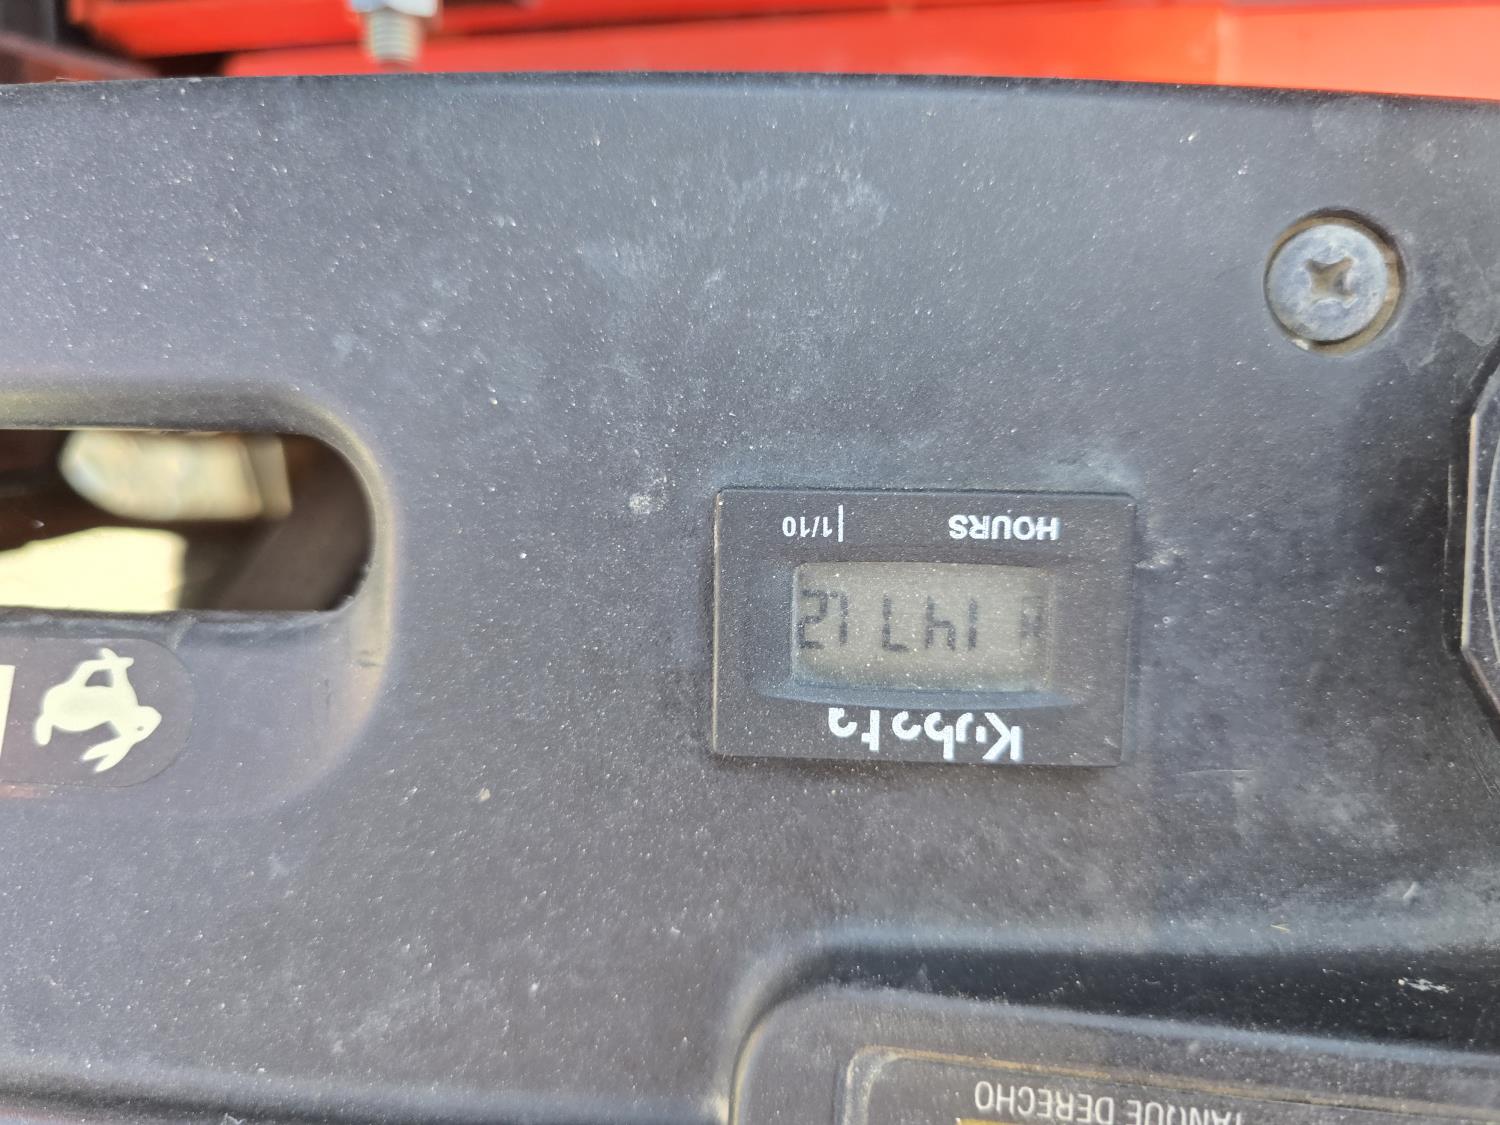 HOURS 1/10
Kubota
TANQUE DERECHO